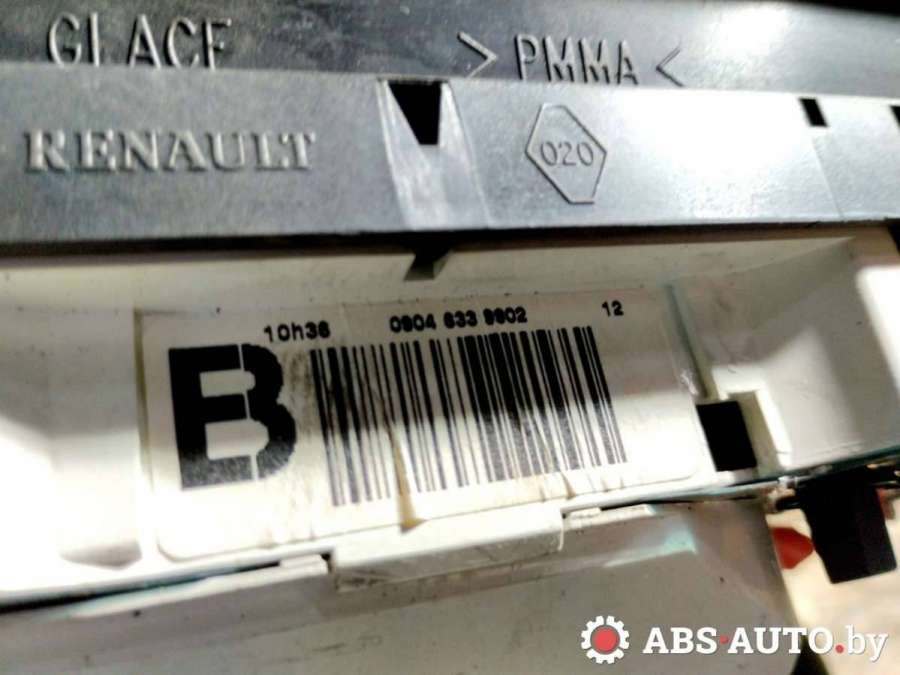 GLACE >PMMA<
RENAULT 020
10h36 0904 633 9902 12
B
ABS-AUTO.by